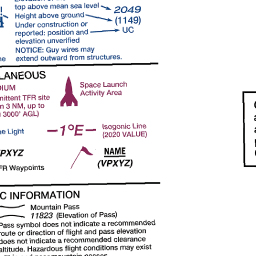 top above mean sea level
2049
Height above ground
(1149)
Under construction or
UC
reported: position and
elevation unverified
NOTICE: Guy wires may
extend outward from structures.
LANEOUS
DIUM
Space Launch
Activity Area
mittent TFR site
n 3 NM, up to
3000' AGL)
ue Light
-1°E-
Isogonic Line
(2020 VALUE)
PXYZ
NAME
(VPXYZ)
FR Waypoints
C INFORMATION
Mountain Pass
11823 (Elevation of Pass)
Pass symbol does not indicate a recommended
route or direction of flight and pass elevation
does not indicate a recommended clearance
altitude. Hazardous flight conditions may exist